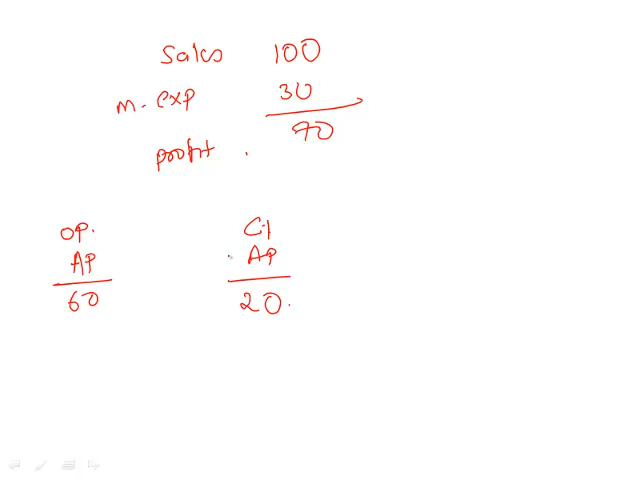 Sales 100
m. exp 30
70
profit .
OP. Cl
AP AP
60 20.